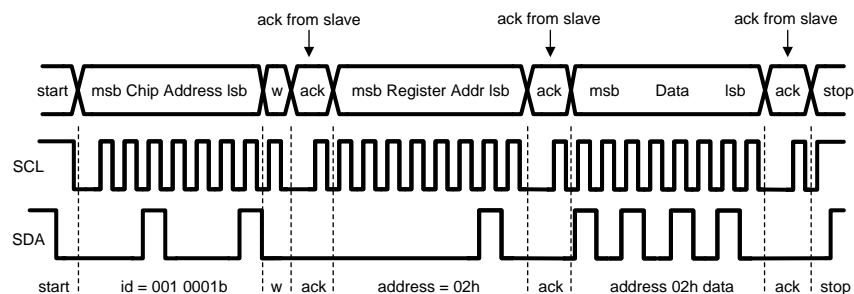 ack from slave ack from slave ack from slave
start msb Chip Address lsb w ack msb Register Addr lsb ack msb Data lsb ack stop
SCL
SDA
start id = 001 0001b w ack address = 02h ack address 02h data ack stop